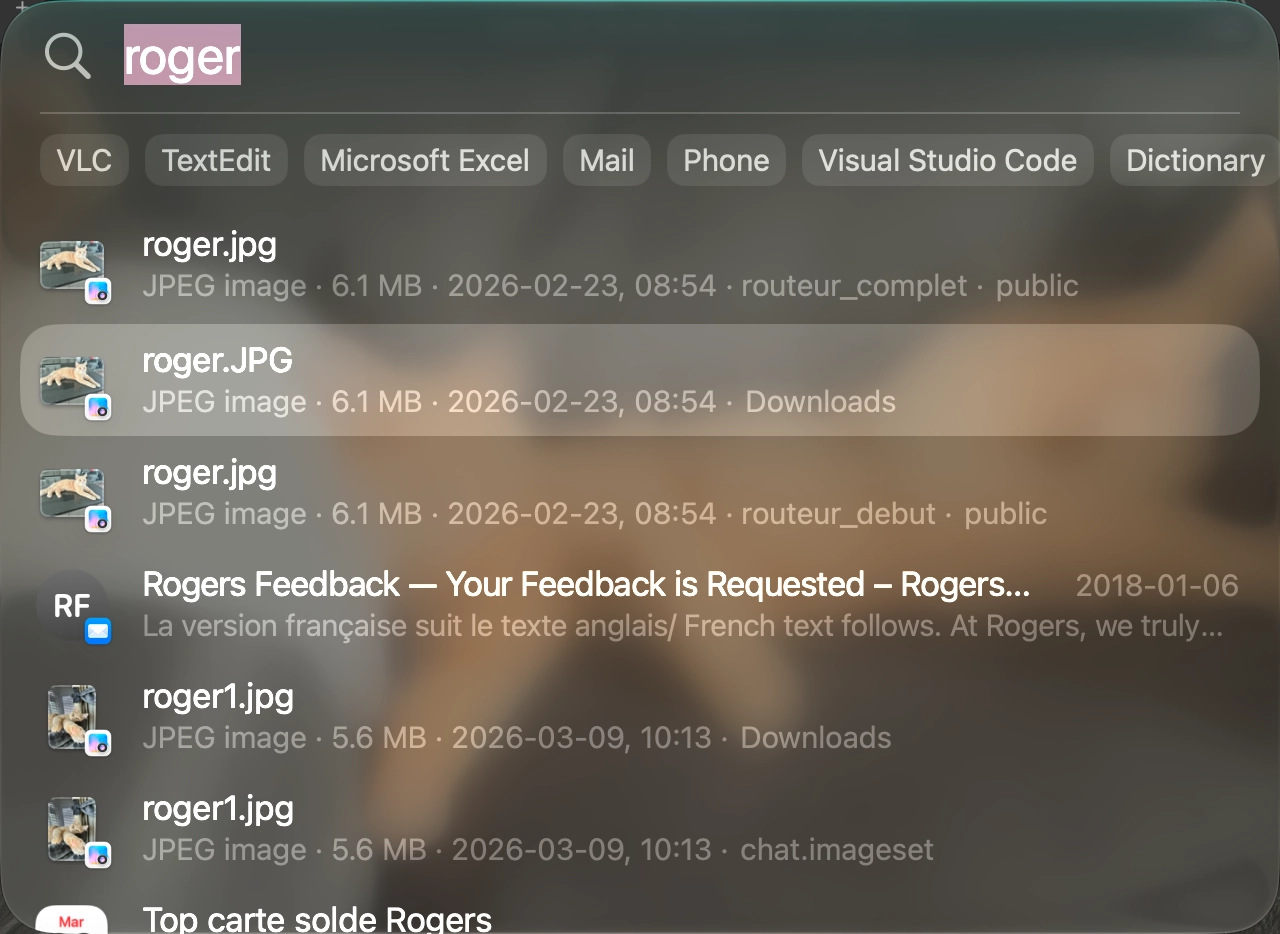 roger
VLC TextEdit Microsoft Excel Mail Phone Visual Studio Code Dictionary
roger.jpg
JPEG image · 6.1 MB · 2026-02-23, 08:54 · routeur_complet · public
roger.JPG
JPEG image · 6.1 MB · 2026-02-23, 08:54 · Downloads
roger.jpg
JPEG image · 6.1 MB · 2026-02-23, 08:54 · routeur_debut · public
RF
Rogers Feedback — Your Feedback is Requested – Rogers... 2018-01-06
La version française suit le texte anglais/ French text follows. At Rogers, we truly...
roger1.jpg
JPEG image · 5.6 MB · 2026-03-09, 10:13 · Downloads
roger1.jpg
JPEG image · 5.6 MB · 2026-03-09, 10:13 · chat.imageset
Mar
Top carte solde Rogers